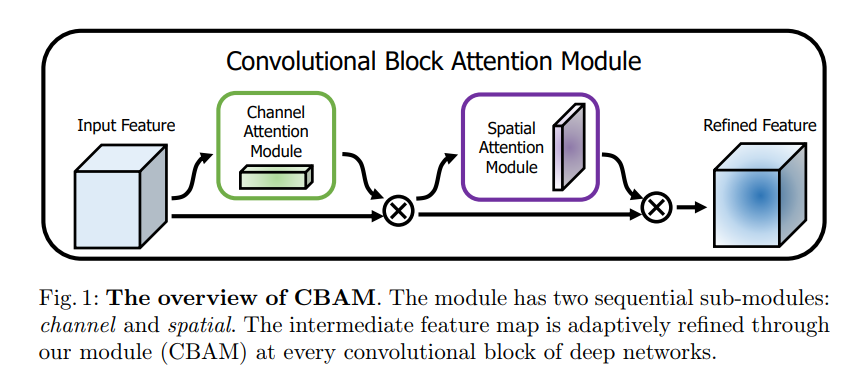 Convolutional Block Attention Module
Input Feature
Channel
Attention
Module
Spatial
Attention
Module
Refined Feature
Fig. 1: The overview of CBAM. The module has two sequential sub-modules:
channel and spatial. The intermediate feature map is adaptively refined through
our module (CBAM) at every convolutional block of deep networks.